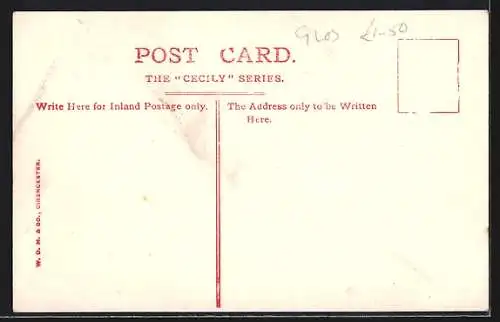 GLOS £1-50
POST CARD.
THE "CECILY" SERIES.
Write Here for Inland Postage only.
The Address only to be Written
Here.
W. D. M. & CO., CIRENCESTER.